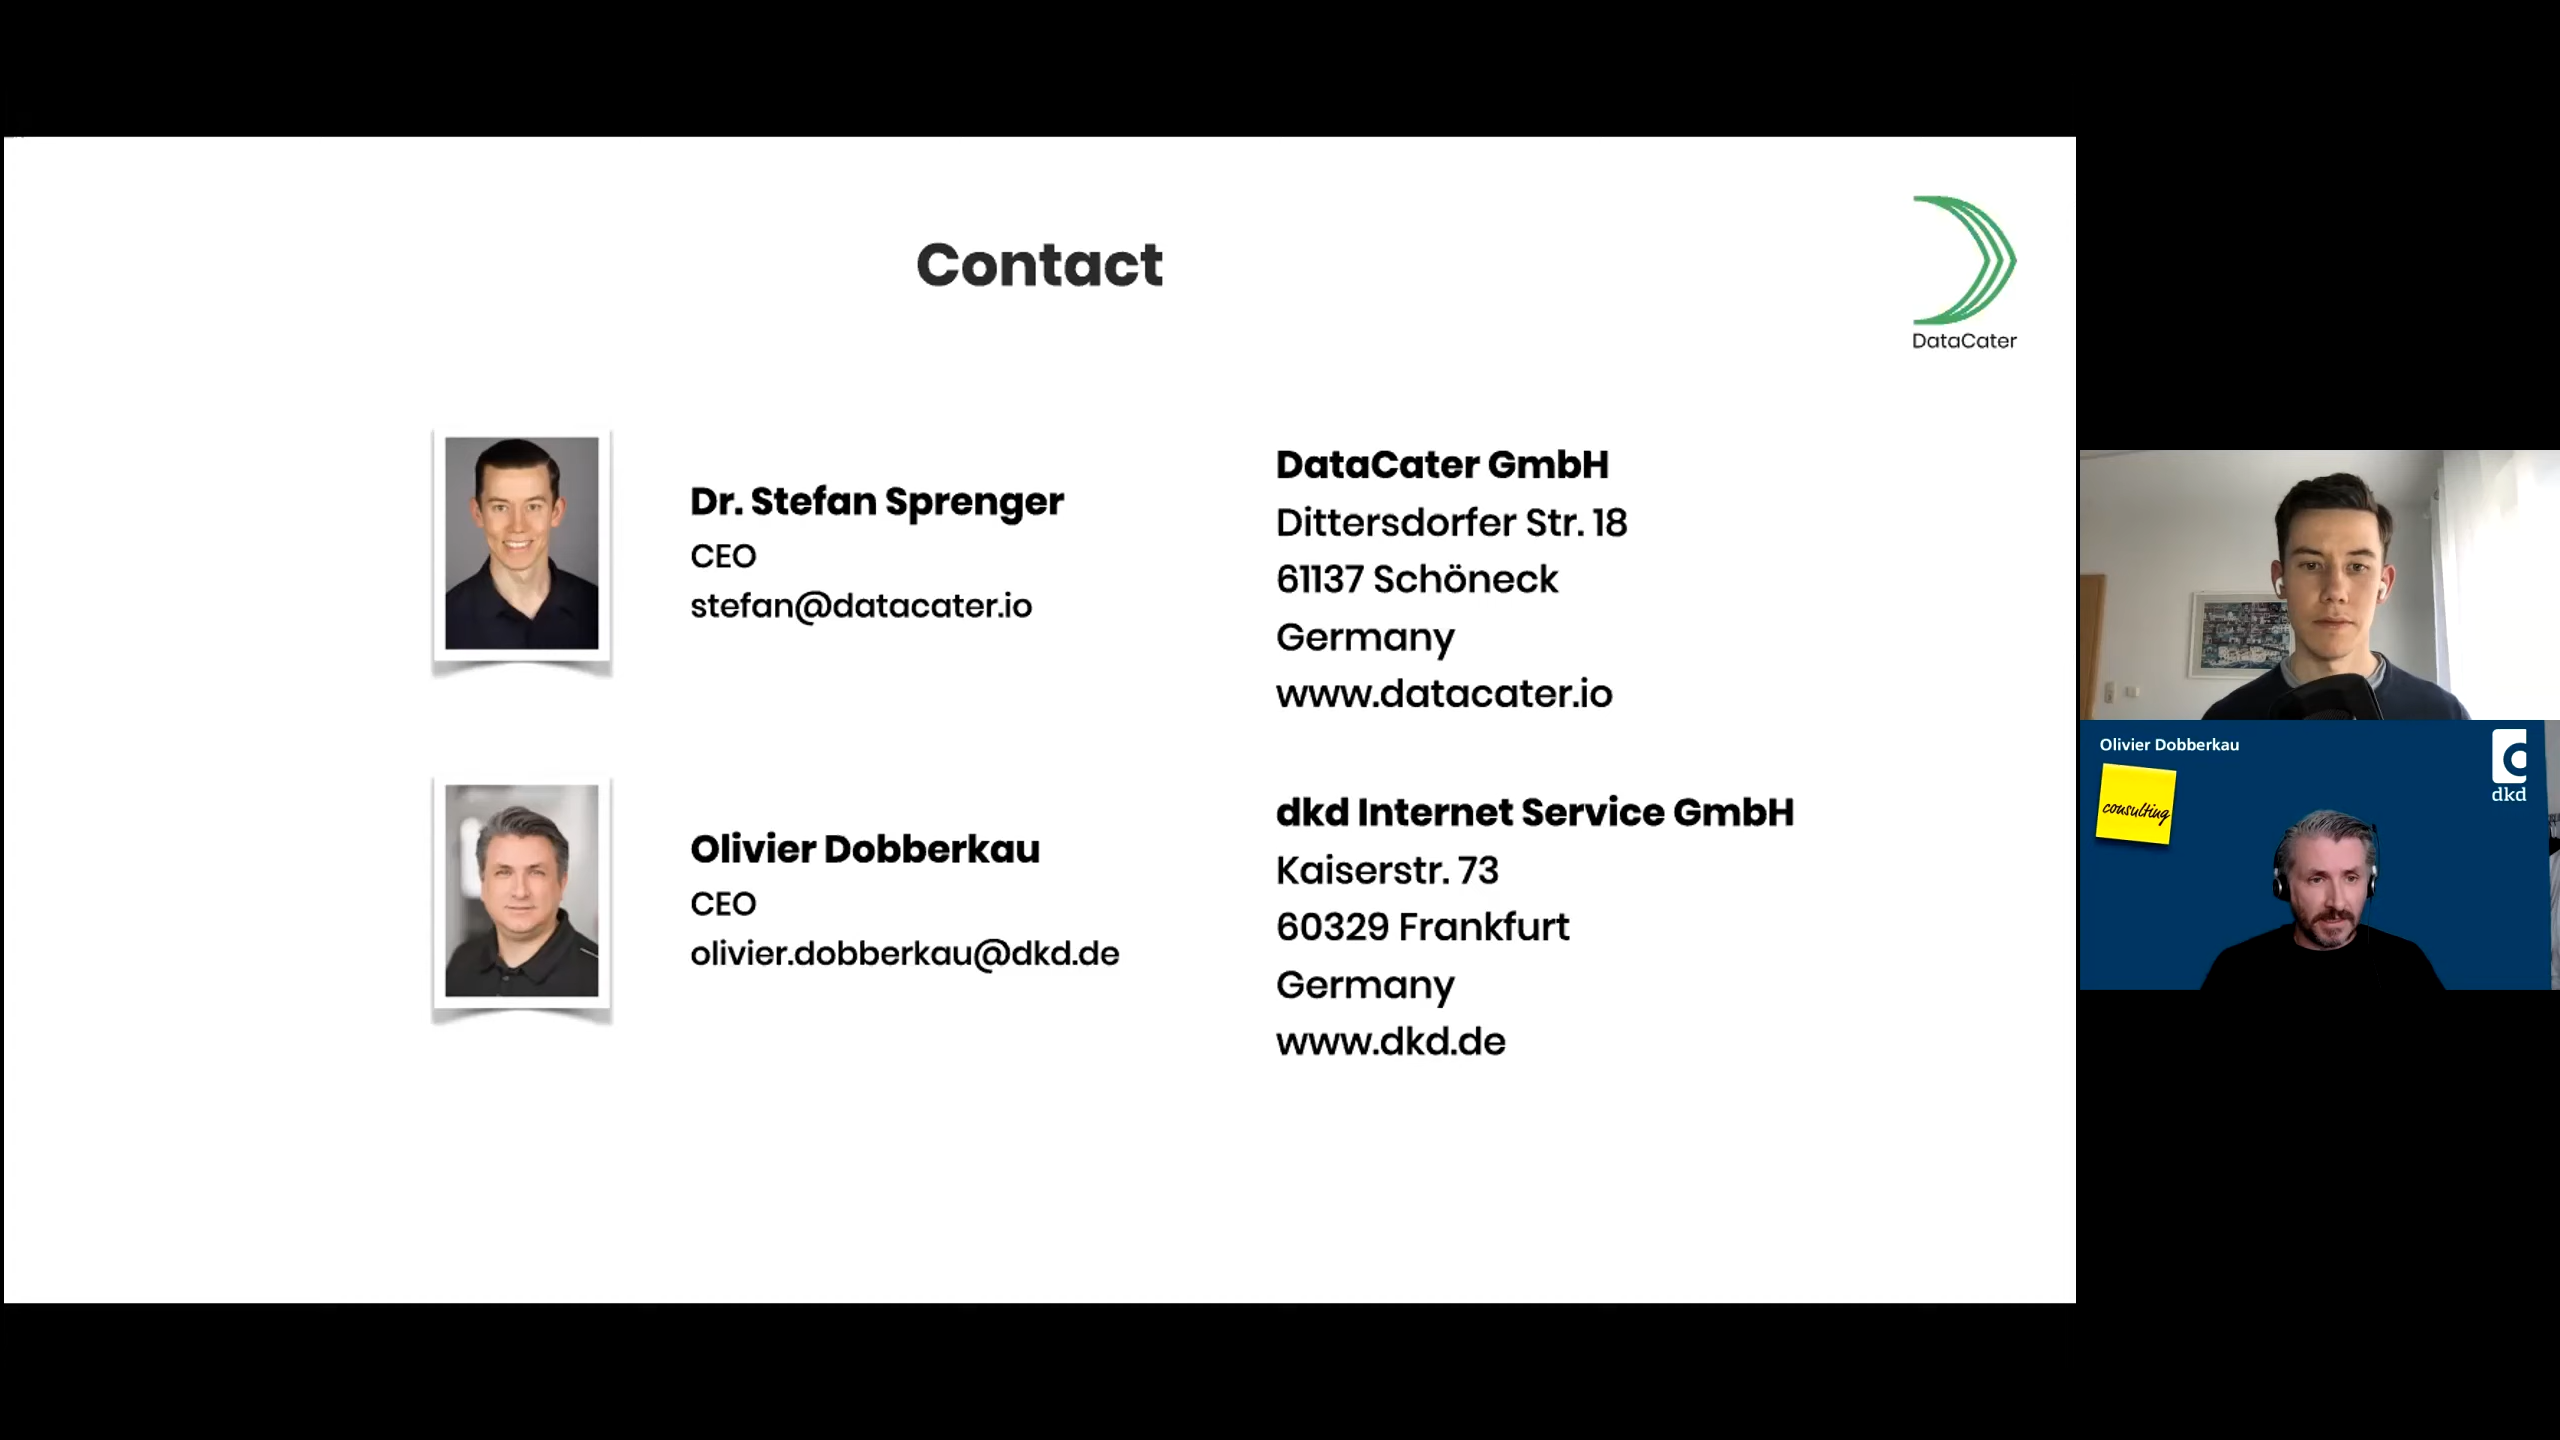 Contact
DataCater
Dr. Stefan Sprenger
CEO
stefan@datacater.io
DataCater GmbH
Dittersdorfer Str. 18
61137 Schöneck
Germany
www.datacater.io
Olivier Dobberkau
CEO
olivier.dobberkau@dkd.de
dkd Internet Service GmbH
Kaiserstr. 73
60329 Frankfurt
Germany
www.dkd.de
Olivier Dobberkau
consulting
dkd